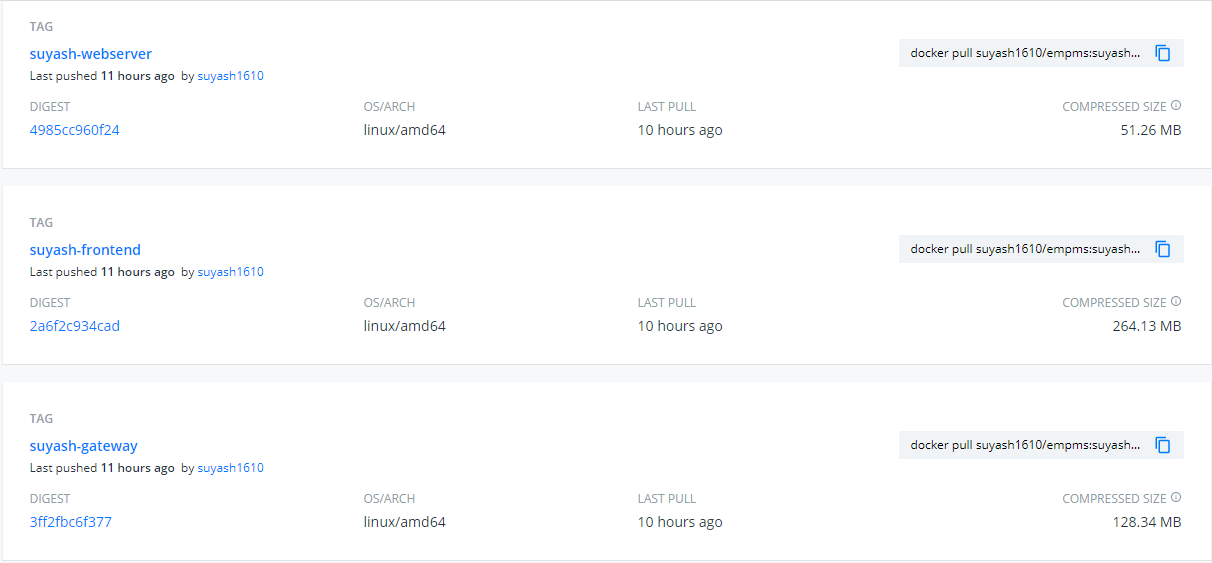 TAG
suyash-webserver
docker pull suyash1610/empms:suyash...
Last pushed 11 hours ago by suyash1610
DIGEST OS/ARCH LAST PULL COMPRESSED SIZE
4985cc960f24 linux/amd64 10 hours ago 51.26 MB
TAG
suyash-frontend
docker pull suyash1610/empms:suyash...
Last pushed 11 hours ago by suyash1610
DIGEST OS/ARCH LAST PULL COMPRESSED SIZE
2a6f2c934cad linux/amd64 10 hours ago 264.13 MB
TAG
suyash-gateway
docker pull suyash1610/empms:suyash...
Last pushed 11 hours ago by suyash1610
DIGEST OS/ARCH LAST PULL COMPRESSED SIZE
3ff2fbc6f377 linux/amd64 10 hours ago 128.34 MB